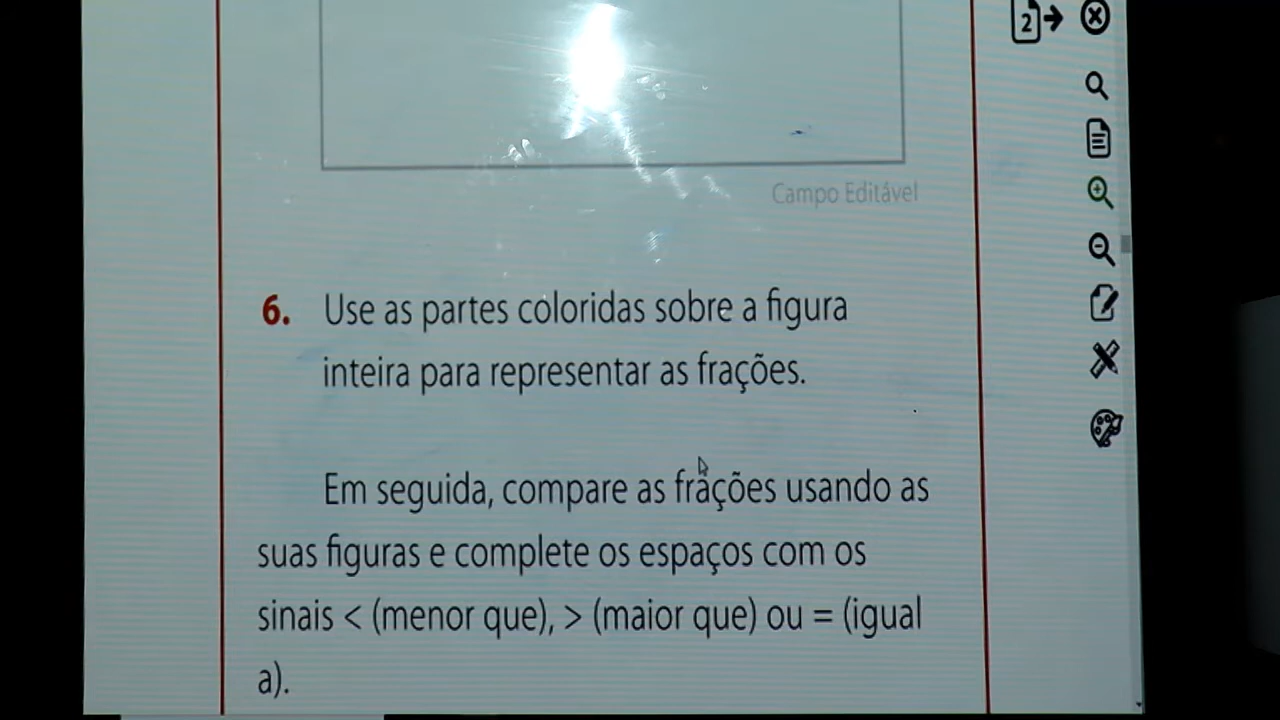 2
Campo Editável
6. Use as partes coloridas sobre a figura
inteira para representar as frações.
Em seguida, compare as frações usando as
suas figuras e complete os espaços com os
sinais < (menor que), > (maior que) ou = (igual
a).